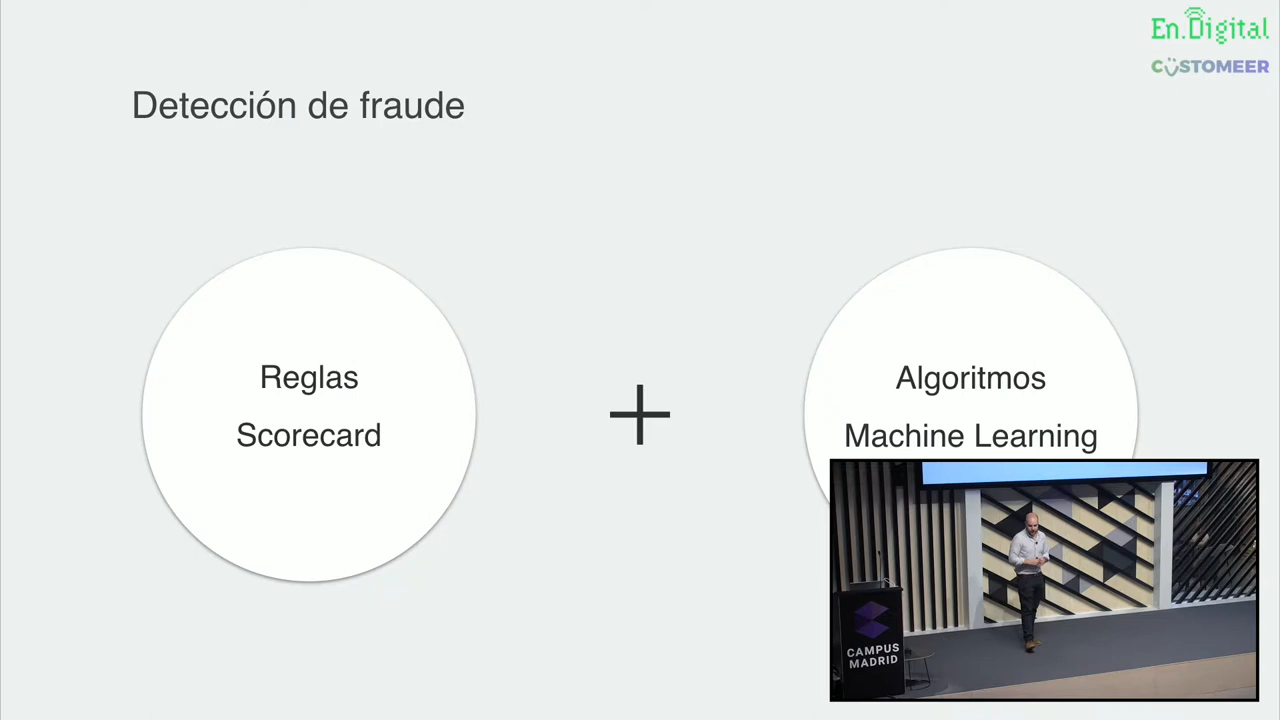 En.Digital
CUSTOMEER
Detección de fraude
Reglas
Scorecard
Algoritmos
Machine Learning
CAMPUS
MADRID